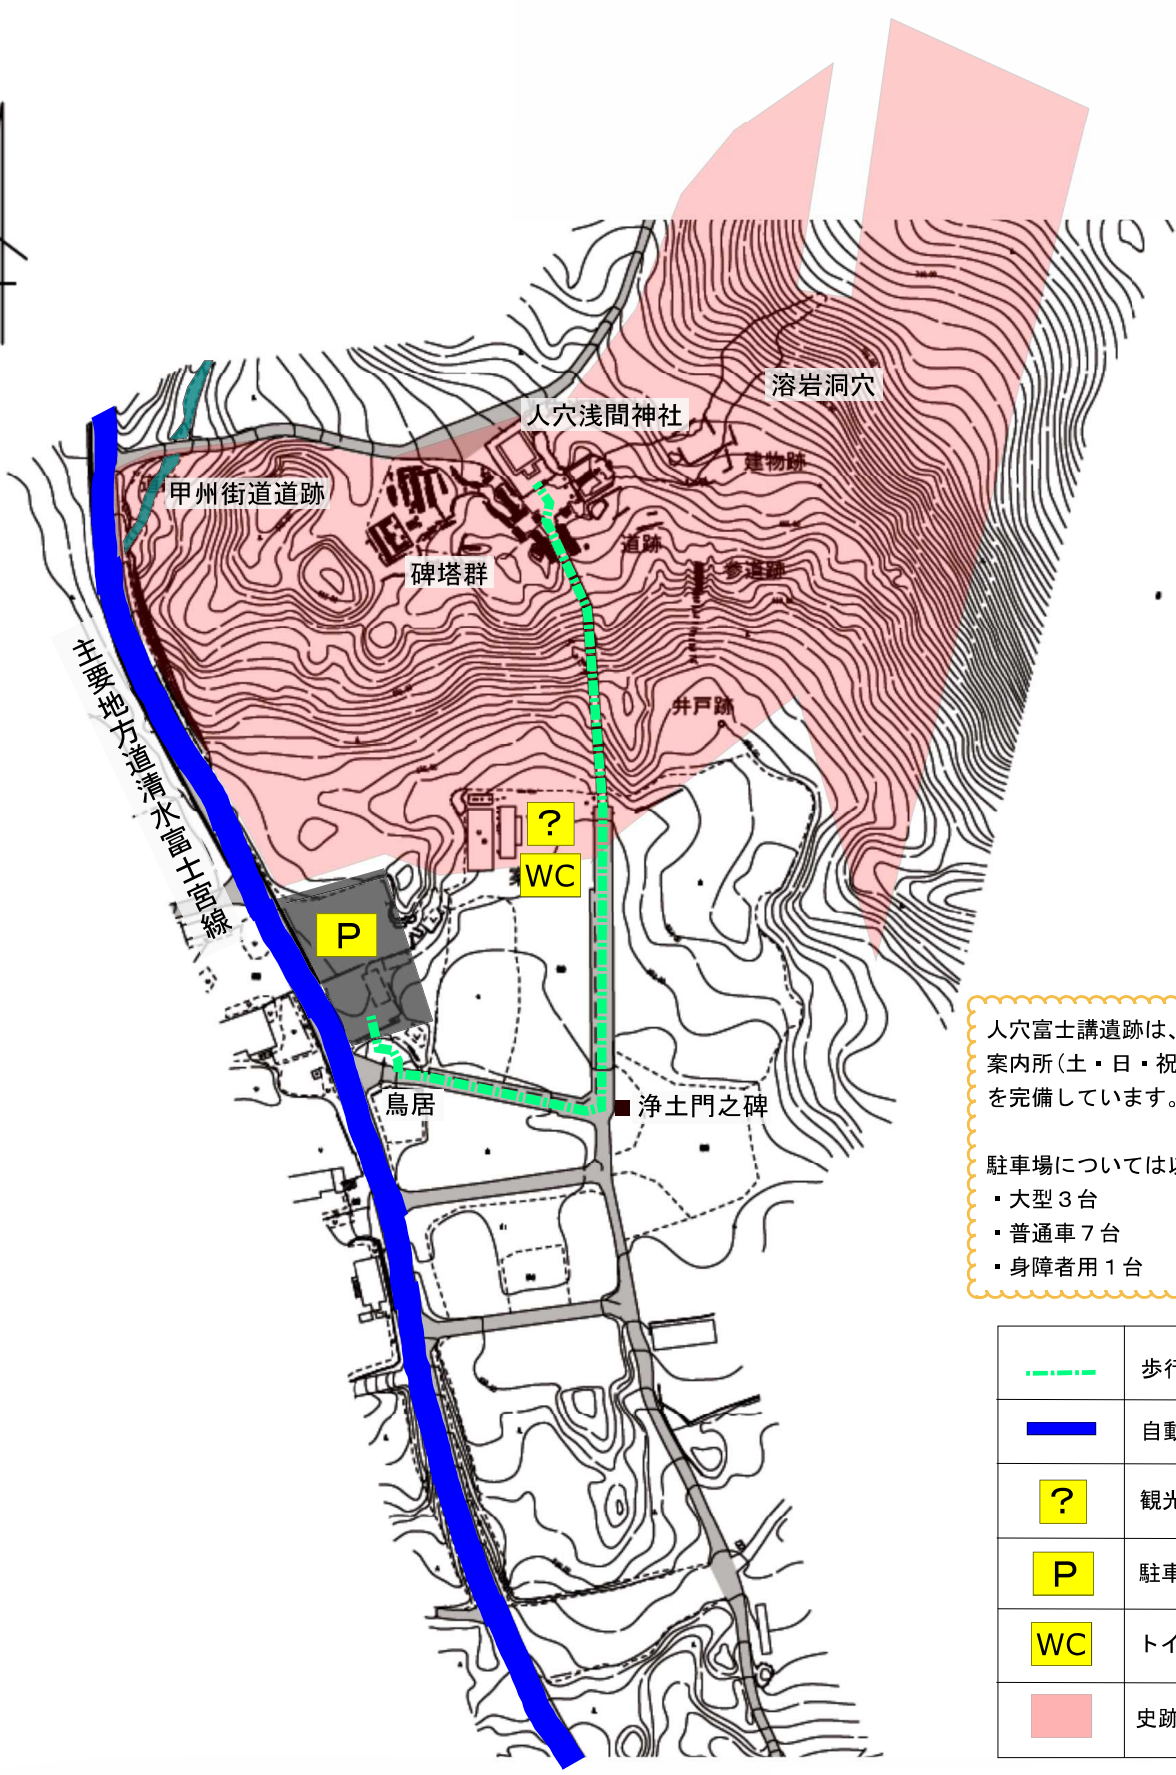 溶岩洞穴
人穴浅間神社
建物跡
甲州街道道跡
道跡
碑塔群
参道跡
井戸跡
主要地方道清水富士宮線
?
WC
P
鳥居
浄土門之碑
人穴富士講遺跡は、
案内所(土・日・祝
を完備しています。
駐車場については以
・大型３台
・普通車７台
・身障者用１台
歩行
自動
? 観光
P 駐車
WC トイ
史跡